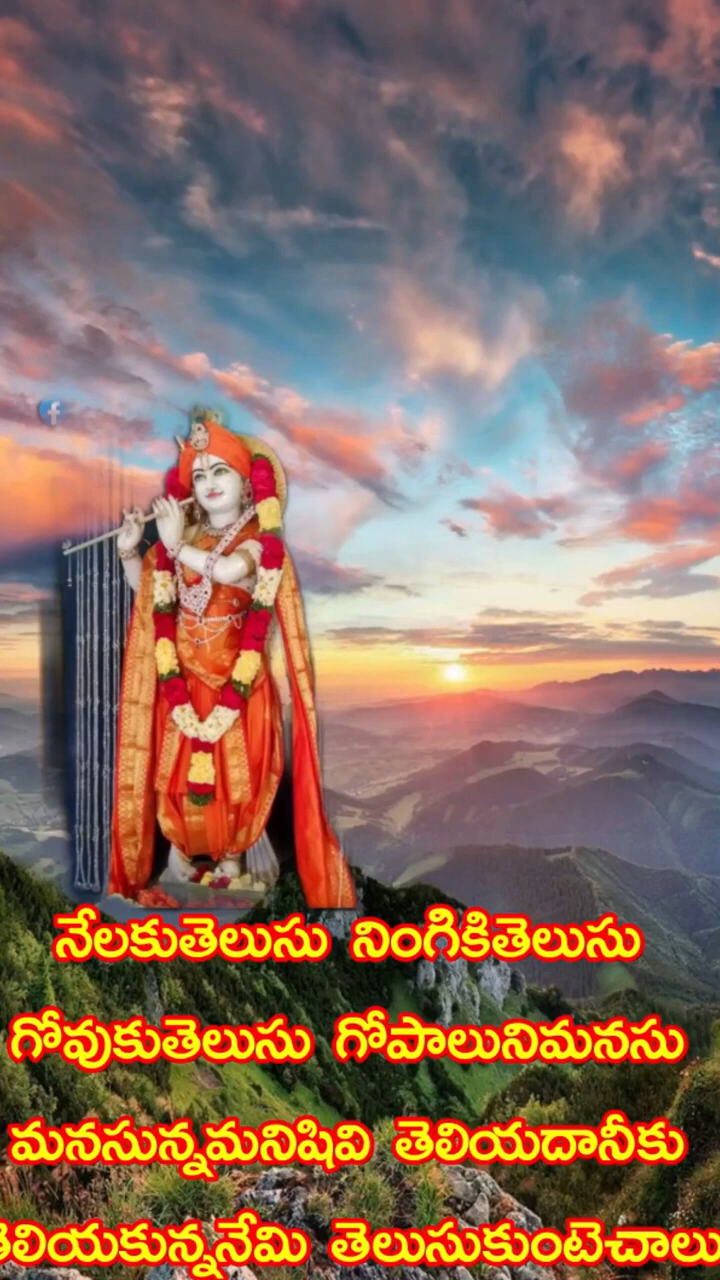 నేలకుతెలుసు నింగికితెలుసు
గోవుకుతెలుసు గోపాలునిమనసు
మనసున్నమనిషివి తెలియదానీకు
తెలియకున్ననేమి తెలుసుకుంటెచాలు